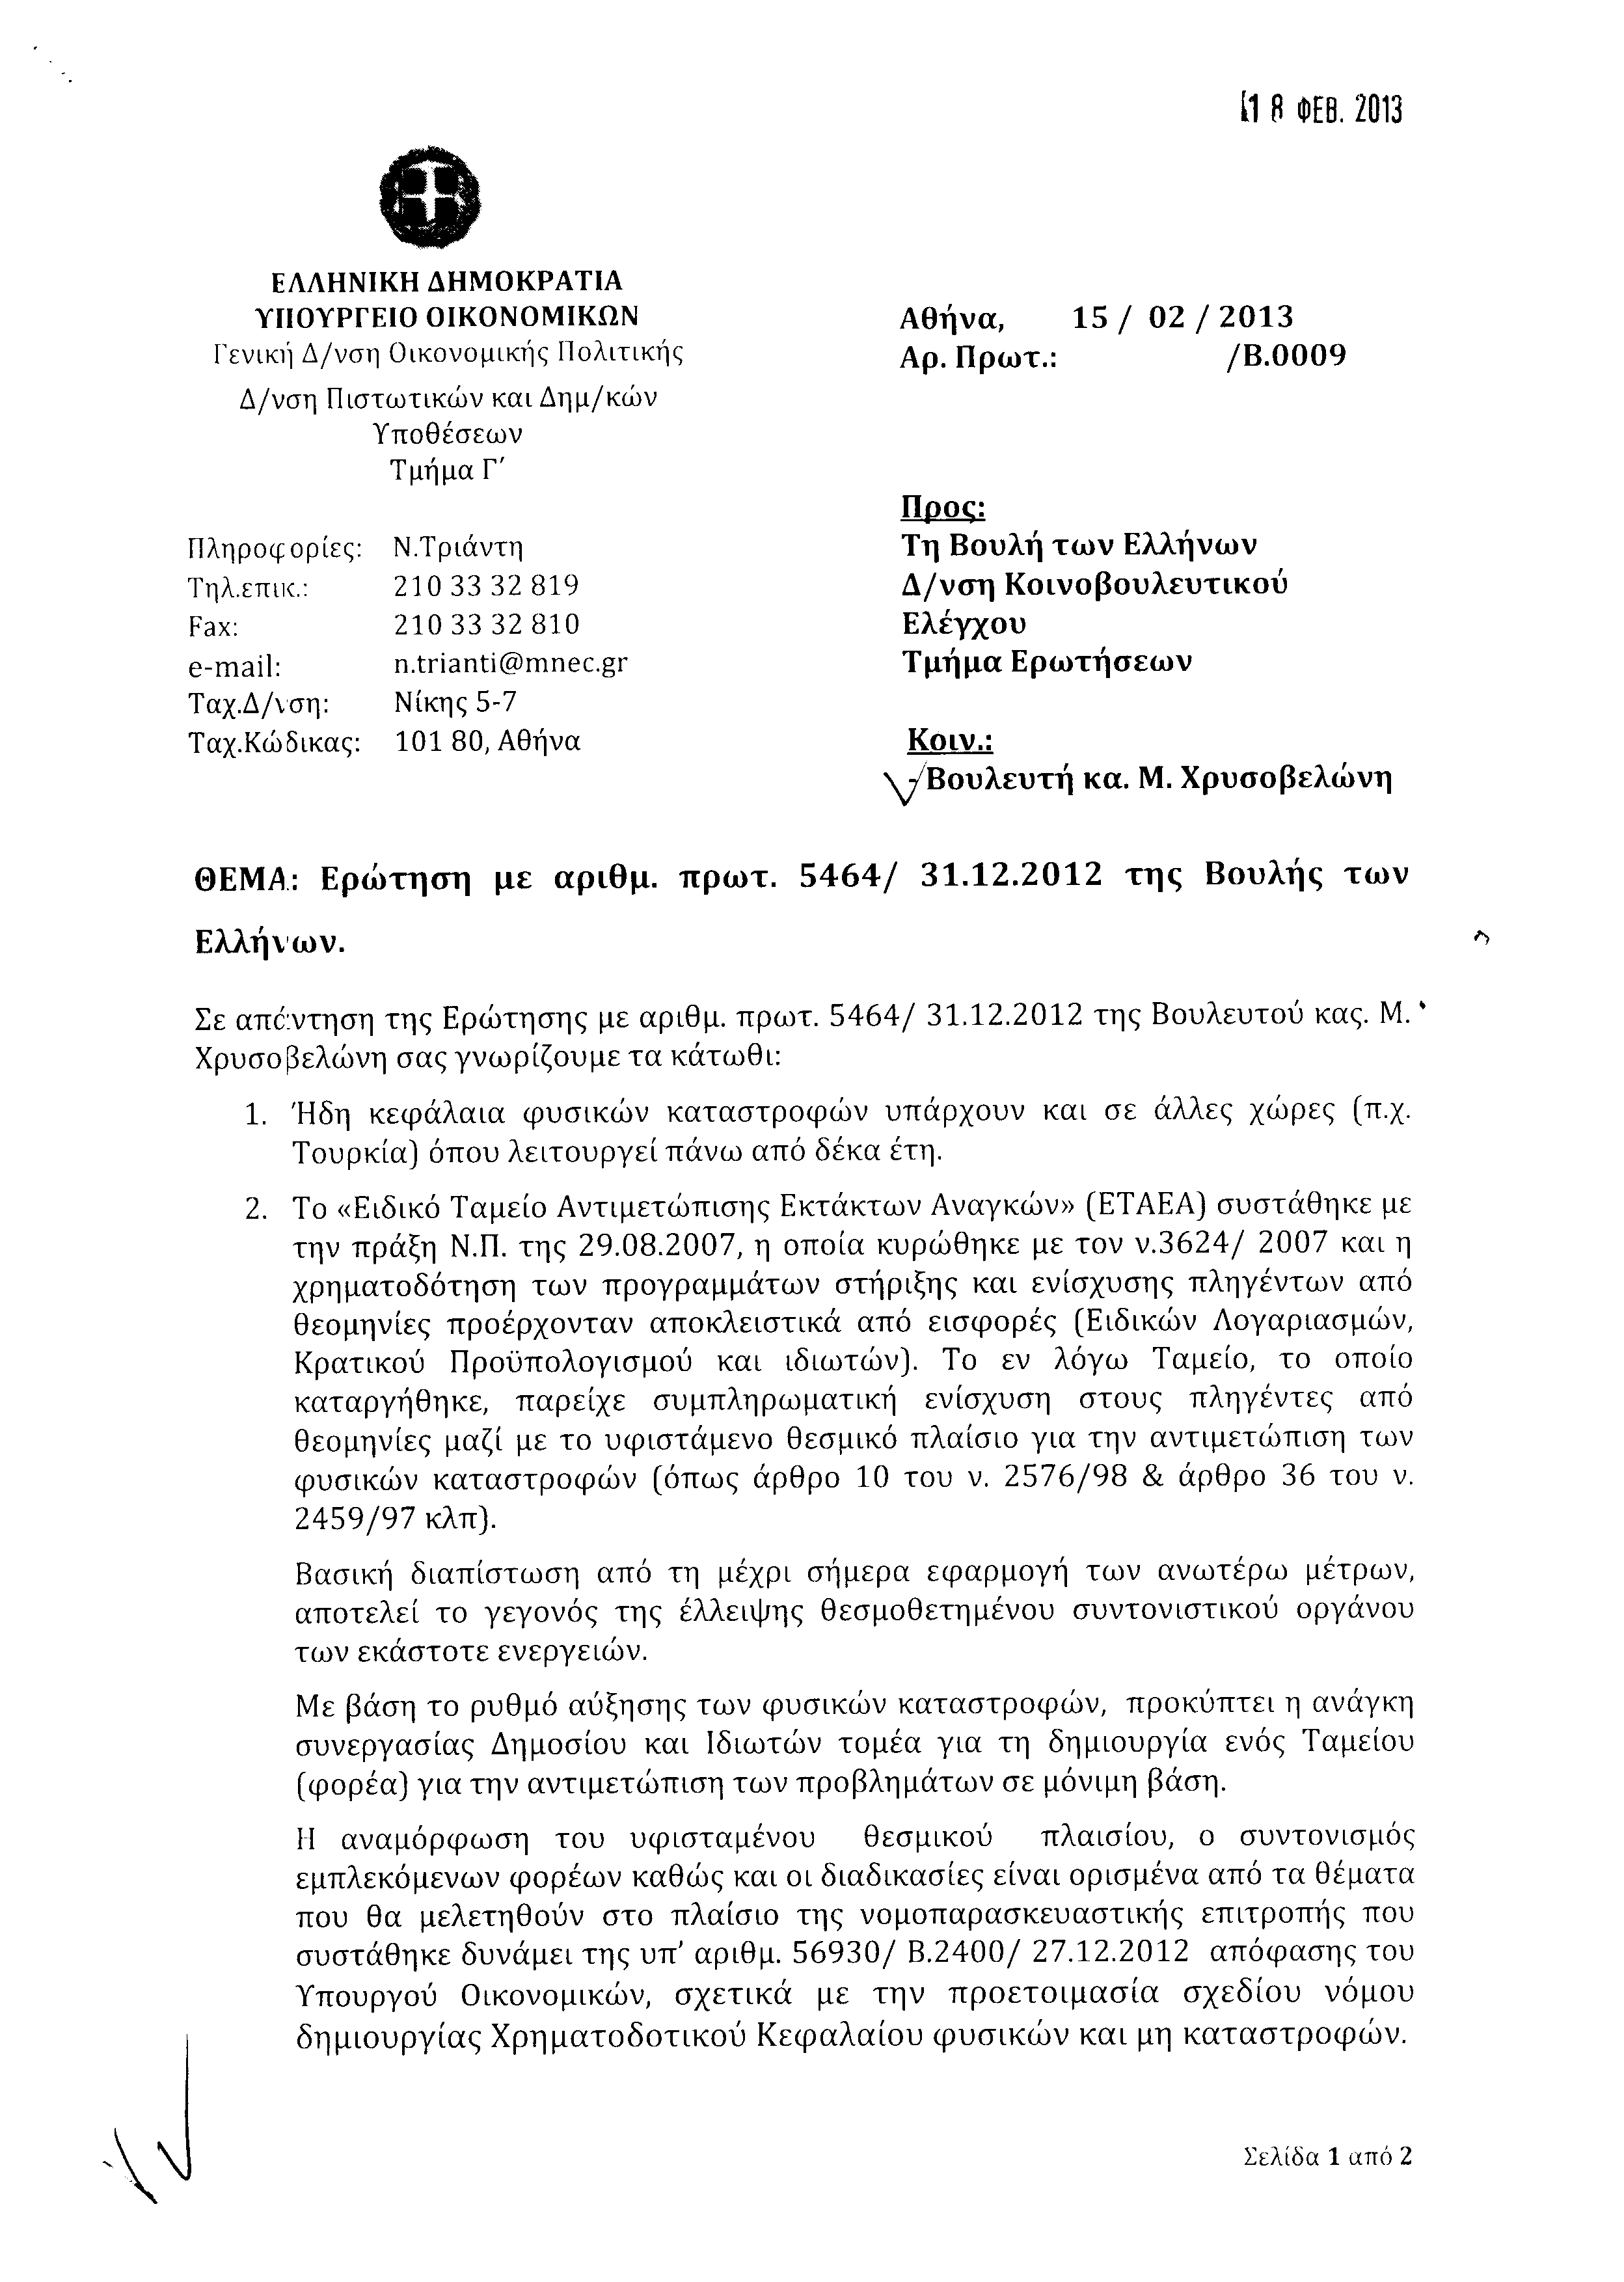 18 ΦΕΒ. 2013
ΕΛΛΗΝΙΚΗ ΔΗΜΟΚΡΑΤΙΑ
ΥΠΟΥΡΓΕΙΟ ΟΙΚΟΝΟΜΙΚΩΝ
Γενική Δ/νση Οικονομικής Πολιτικής
Δ/νση Πιστωτικών και Δημ/κών
Υποθέσεων
Τμήμα Γ'
Αθήνα, 15 / 02 / 2013
Αρ. Πρωτ.: /Β.0009
Πληροφορίες: Ν.Τριάντη
Τηλ.επικ.: 210 33 32 819
Fax: 210 33 32 810
e-mail: n.trianti@mnec.gr
Ταχ.Δ/νση: Νίκης 5-7
Ταχ.Κώδικας: 101 80, Αθήνα
Προς:
Τη Βουλή των Ελλήνων
Δ/νση Κοινοβουλευτικού
Ελέγχου
Τμήμα Ερωτήσεων
Κοιν.:
Βουλευτή κα. Μ. Χρυσοβελώνη
ΘΕΜΑ: Ερώτηση με αριθμ. πρωτ. 5464/ 31.12.2012 της Βουλής των
Ελλήνων.
Σε απάντηση της Ερώτησης με αριθμ. πρωτ. 5464/ 31.12.2012 της Βουλευτού κας. Μ.
Χρυσοβελώνη σας γνωρίζουμε τα κάτωθι:
1. Ήδη κεφάλαια φυσικών καταστροφών υπάρχουν και σε άλλες χώρες (π.χ.
Τουρκία) όπου λειτουργεί πάνω από δέκα έτη.
2. Το «Ειδικό Ταμείο Αντιμετώπισης Εκτάκτων Αναγκών» (ΕΤΑΕΑ) συστάθηκε με
την πράξη Ν.Π. της 29.08.2007, η οποία κυρώθηκε με τον ν.3624/ 2007 και η
χρηματοδότηση των προγραμμάτων στήριξης και ενίσχυσης πληγέντων από
θεομηνίες προέρχονταν αποκλειστικά από εισφορές (Ειδικών Λογαριασμών,
Κρατικού Προϋπολογισμού και ιδιωτών). Το εν λόγω Ταμείο, το οποίο
καταργήθηκε, παρείχε συμπληρωματική ενίσχυση στους πληγέντες από
θεομηνίες μαζί με το υφιστάμενο θεσμικό πλαίσιο για την αντιμετώπιση των
φυσικών καταστροφών (όπως άρθρο 10 του ν. 2576/98 & άρθρο 36 του ν.
2459/97 κλπ).
Βασική διαπίστωση από τη μέχρι σήμερα εφαρμογή των ανωτέρω μέτρων,
αποτελεί το γεγονός της έλλειψης θεσμοθετημένου συντονιστικού οργάνου
των εκάστοτε ενεργειών.
Με βάση το ρυθμό αύξησης των φυσικών καταστροφών, προκύπτει η ανάγκη
συνεργασίας Δημοσίου και Ιδιωτών τομέα για τη δημιουργία ενός Ταμείου
(φορέα) για την αντιμετώπιση των προβλημάτων σε μόνιμη βάση.
Η αναμόρφωση του υφισταμένου θεσμικού πλαισίου, ο συντονισμός
εμπλεκόμενων φορέων καθώς και οι διαδικασίες είναι ορισμένα από τα θέματα
που θα μελετηθούν στο πλαίσιο της νομοπαρασκευαστικής επιτροπής που
συστάθηκε δυνάμει της υπ' αριθμ. 56930/ Β.2400/ 27.12.2012 απόφασης του
Υπουργού Οικονομικών, σχετικά με την προετοιμασία σχεδίου νόμου
δημιουργίας Χρηματοδοτικού Κεφαλαίου φυσικών και μη καταστροφών.
Σελίδα 1 από 2